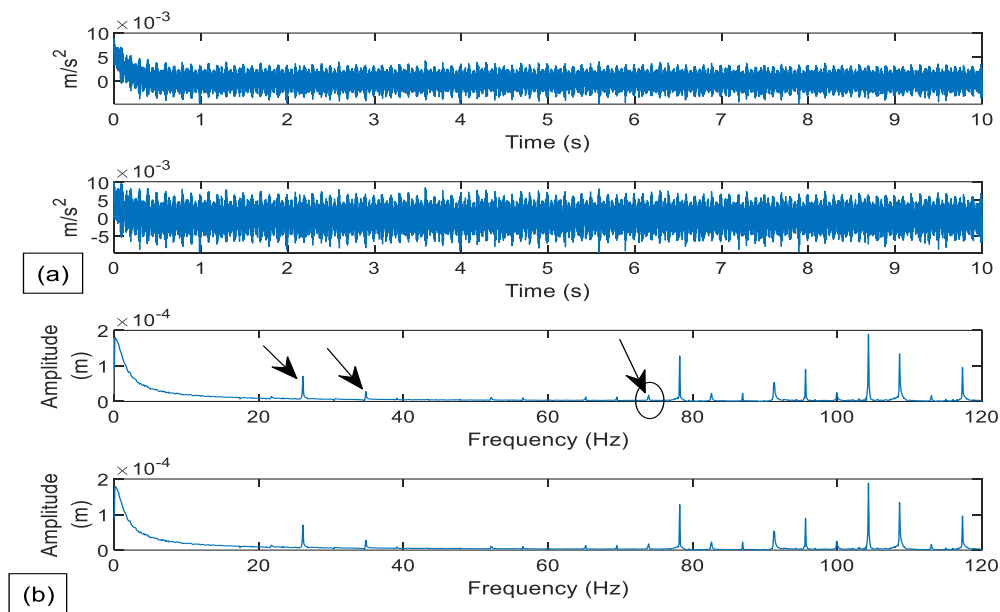 × 10⁻³
10
5
0
m/s²
0 1 2 3 4 5 6 7 8 9 10
Time (s)
× 10⁻³
10
0
-5
m/s²
0 1 2 3 4 5 6 7 8 9 10
Time (s)
(a)
× 10⁻⁴
2
1
0
Amplitude
(m)
0 20 40 60 80 100 120
Frequency (Hz)
× 10⁻⁴
2
1
0
Amplitude
(m)
0 20 40 60 80 100 120
Frequency (Hz)
(b)